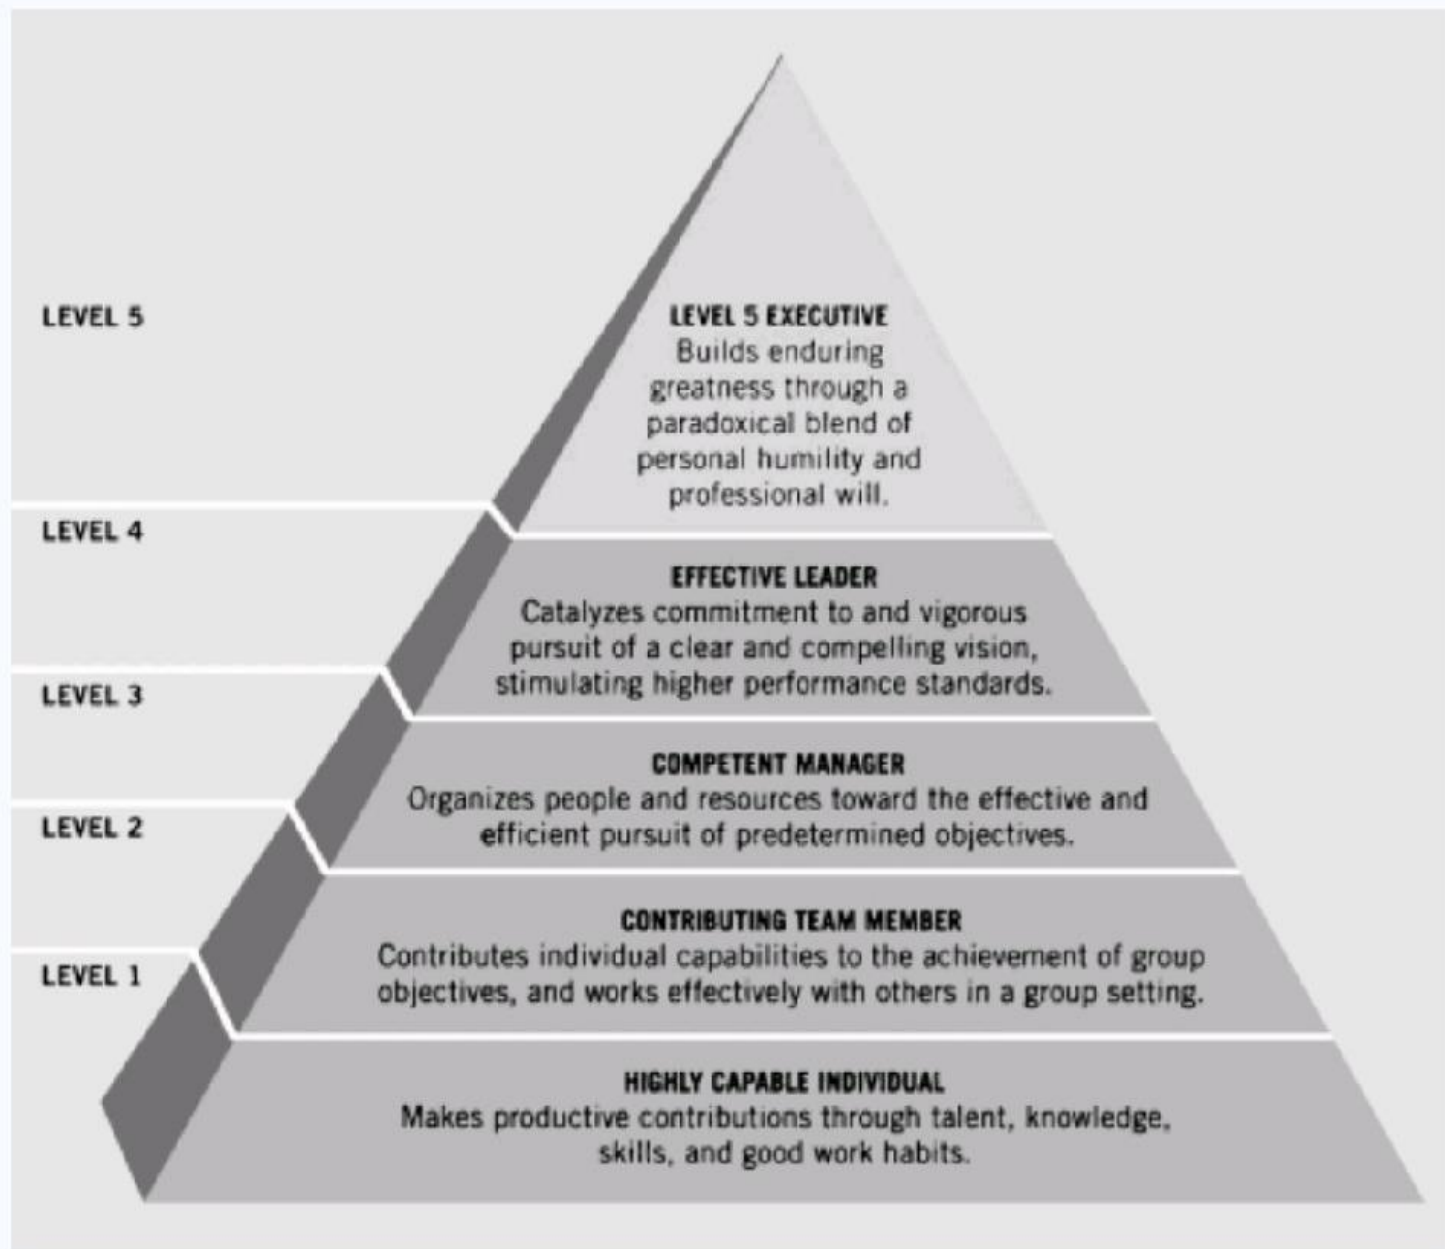 LEVEL 5
LEVEL 5 EXECUTIVE
Builds enduring
greatness through a
paradoxical blend of
personal humility and
professional will.
LEVEL 4
EFFECTIVE LEADER
Catalyzes commitment to and vigorous
pursuit of a clear and compelling vision,
stimulating higher performance standards.
LEVEL 3
COMPETENT MANAGER
Organizes people and resources toward the effective and
efficient pursuit of predetermined objectives.
LEVEL 2
CONTRIBUTING TEAM MEMBER
Contributes individual capabilities to the achievement of group
objectives, and works effectively with others in a group setting.
LEVEL 1
HIGHLY CAPABLE INDIVIDUAL
Makes productive contributions through talent, knowledge,
skills, and good work habits.